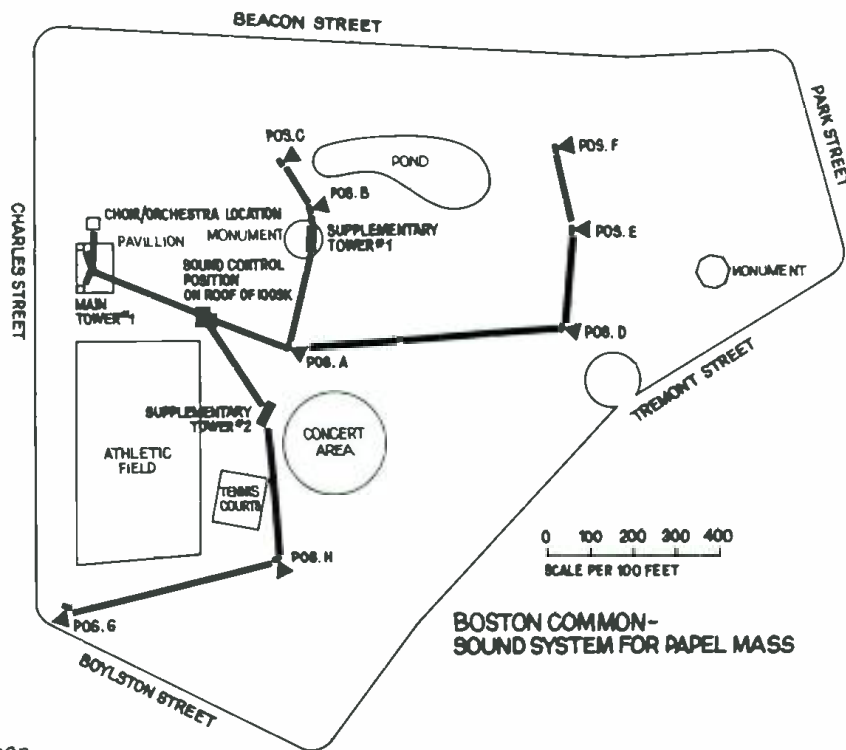 BEACON STREET
PARK STREET
POS. C
POND
POS. F
POS. B
CHARLES STREET
CHOIR/ORCHESTRA LOCATION
PAVILLION
MONUMENT
SUPPLEMENTARY
TOWER #1
POS. E
SOUND CONTROL
POSITION
ON ROOF OF KIOSK
MONUMENT
MAIN
TOWER #1
POS. A
POS. D
TREMONT STREET
SUPPLEMENTARY
TOWER #2
CONCERT
AREA
ATHLETIC
FIELD
TENNIS
COURTS
0 100 200 300 400
SCALE PER 100 FEET
POS. H
POS. G
BOSTON COMMON-
SOUND SYSTEM FOR PAPEL MASS
BOYLSTON STREET